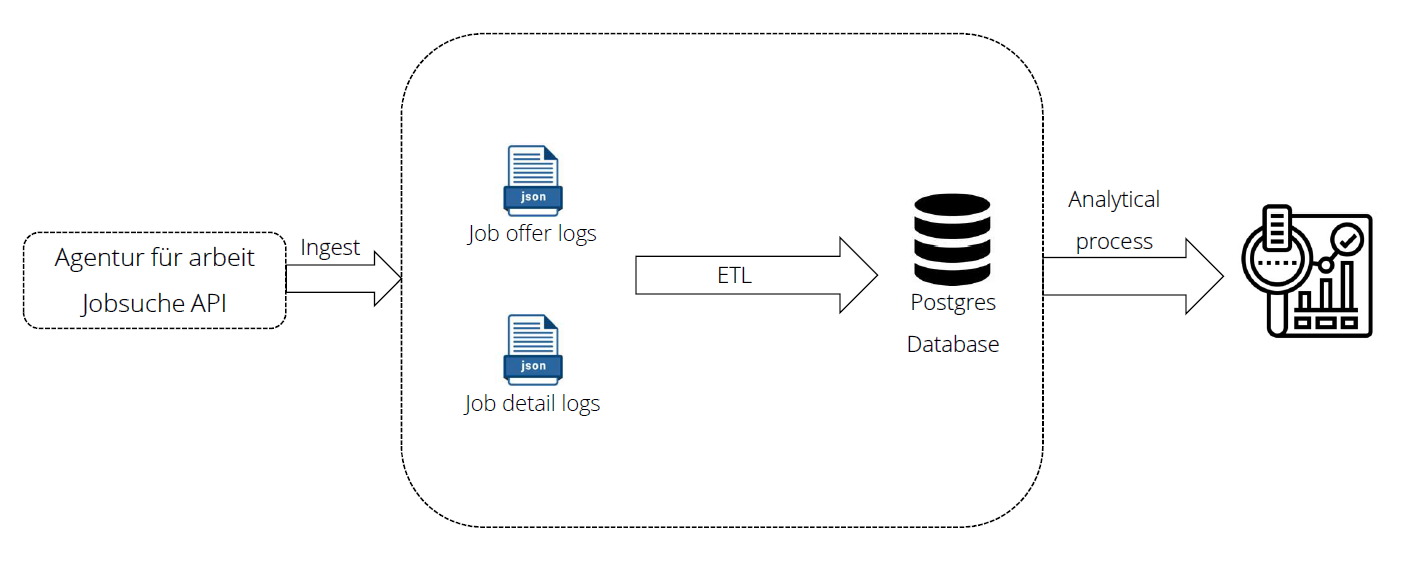 Agentur für arbeit
Jobsuche API
Ingest
json
Job offer logs
json
Job detail logs
ETL
Postgres
Database
Analytical
process